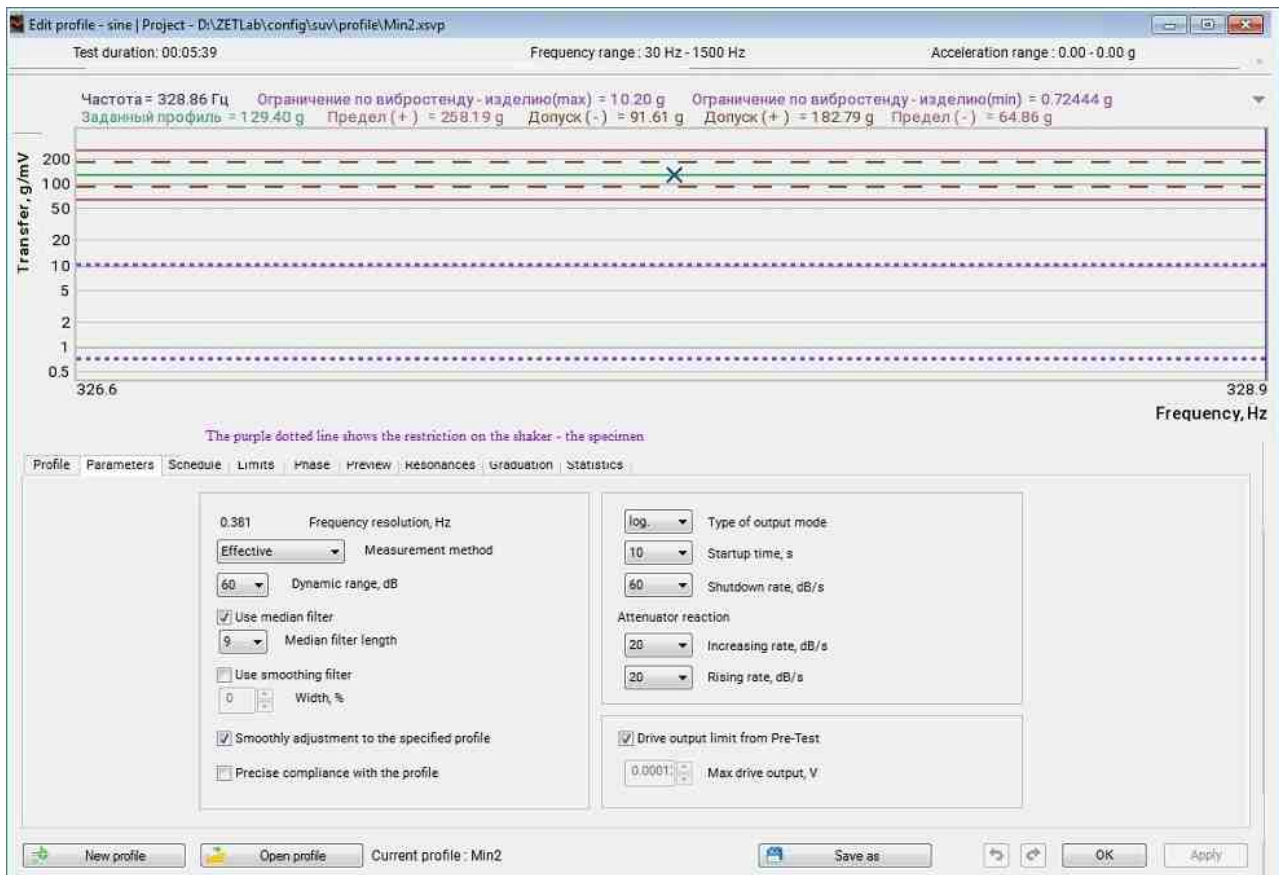 Edit profile - sine | Project - D:\ZETLab\config\suv\profile\Min2.xsvp
Test duration: 00:05:39 Frequency range : 30 Hz - 1500 Hz Acceleration range : 0.00 - 0.00 g
Частота = 328.86 Гц Ограничение по вибростенду - изделию(max) = 10.20 g Ограничение по вибростенду - изделию(min) = 0.72444 g
Заданный профиль = 129.40 g Предел (+) = 258.19 g Допуск (-) = 91.61 g Допуск (+) = 182.79 g Предел (-) = 64.86 g
Transfer, g/mV
200
100
50
20
10
5
2
1
0.5
326.6 328.9
Frequency, Hz
The purple dotted line shows the restriction on the shaker - the specimen
Profile Parameters Schedule Limits Phase Preview Resonances Graduation Statistics
0.381 Frequency resolution, Hz
Effective Measurement method
60 Dynamic range, dB
Use median filter
9 Median filter length
Use smoothing filter
0 Width, %
Smoothly adjustment to the specified profile
Precise compliance with the profile
log. Type of output mode
10 Startup time, s
60 Shutdown rate, dB/s
Attenuator reaction
20 Increasing rate, dB/s
20 Rising rate, dB/s
Drive output limit from Pre-Test
Max drive output, V
New profile Open profile Current profile : Min2 Save as OK Apply